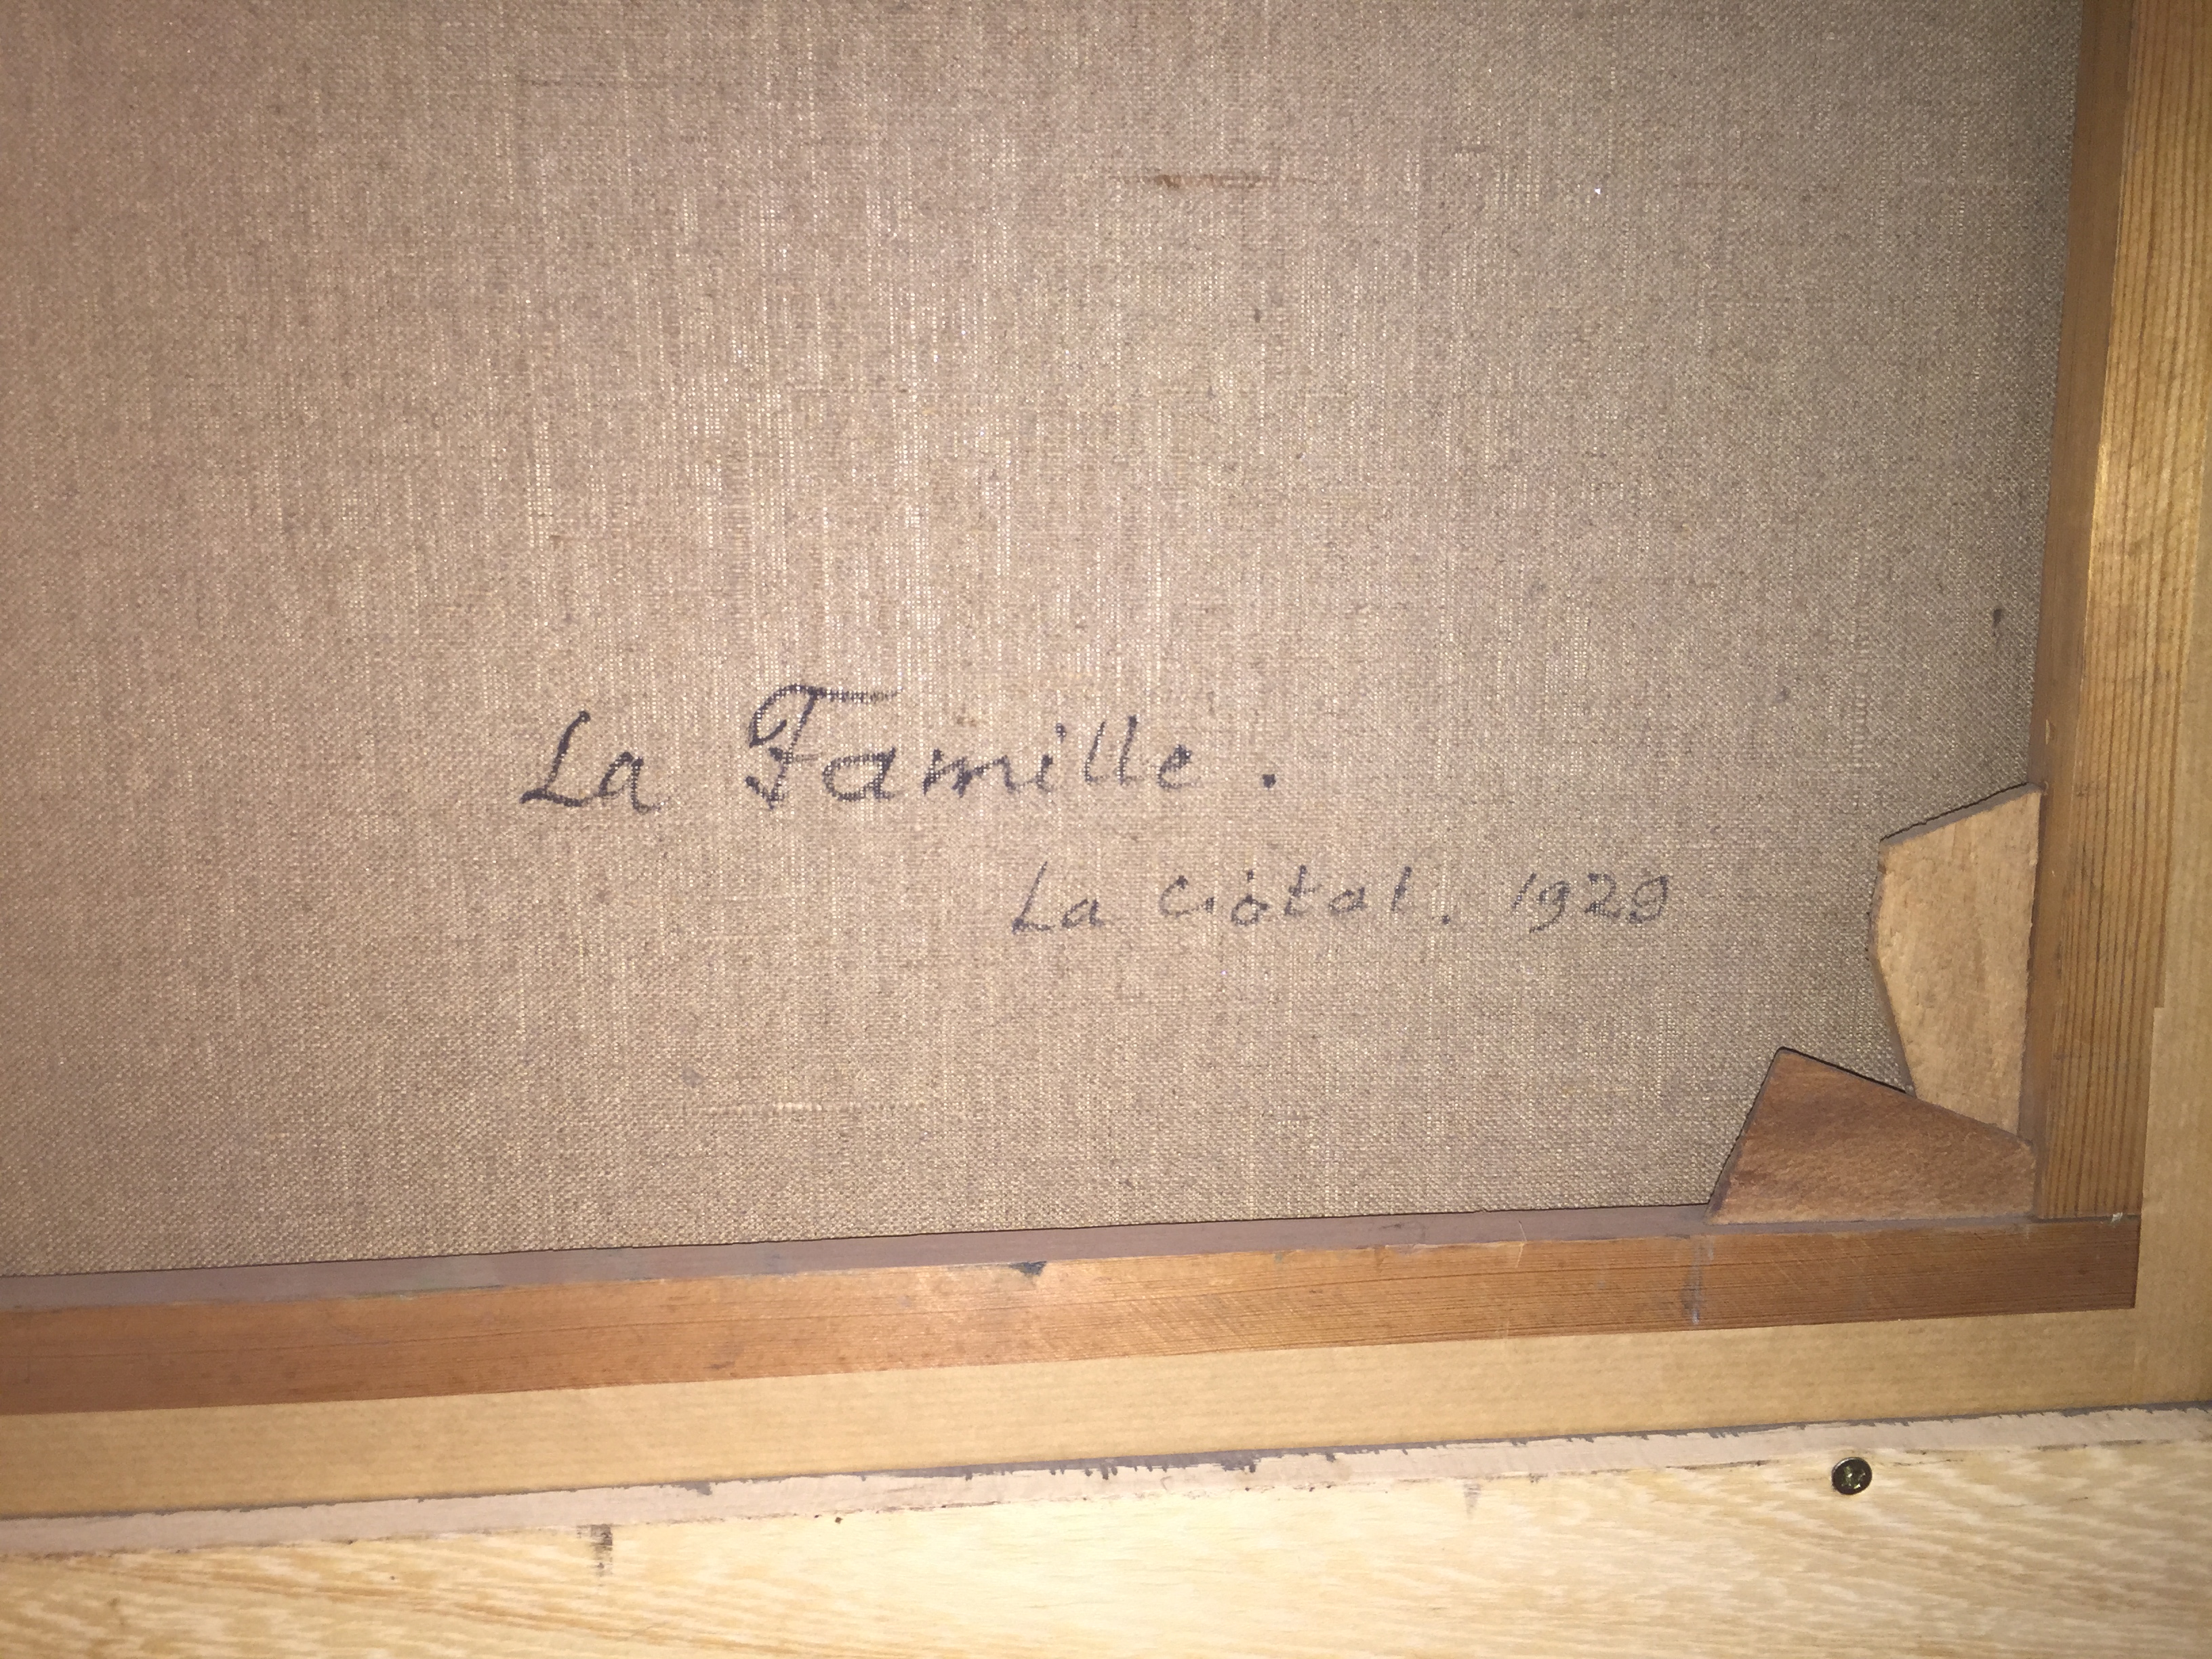 La Famille.
La Ciotat. 1929